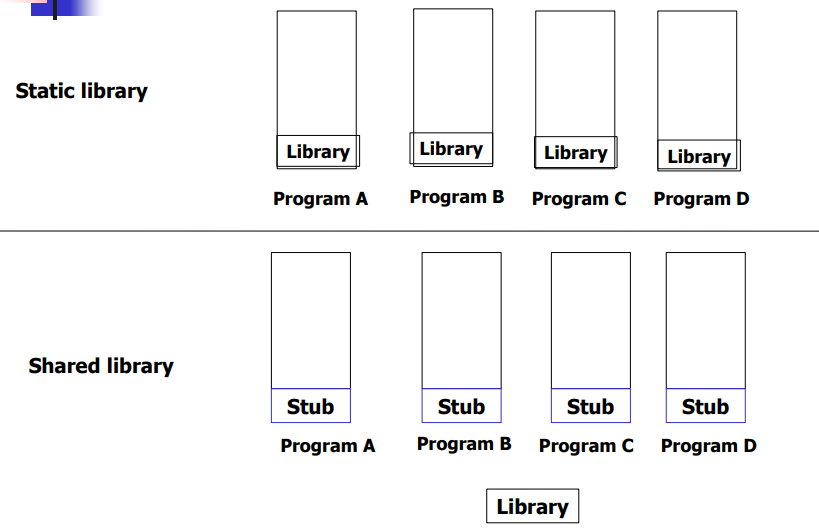 Static library
Library
Library
Library
Library
Program A
Program B
Program C
Program D
Shared library
Stub
Stub
Stub
Stub
Program A
Program B
Program C
Program D
Library